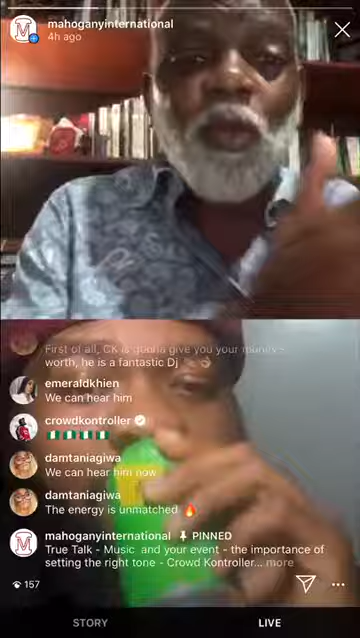 mahoganyinternational
4h ago
First of all, CK is gonna give you your money's
worth, he is a fantastic Dj
emeraldkhien
We can hear him
crowdkontroller
damtaniagiwa
We can hear him now
damtaniagiwa
The energy is unmatched 🔥
mahoganyinternational 📌 PINNED
True Talk - Music and your event - the importance of
setting the right tone - Crowd Kontroller... more
157
STORY LIVE